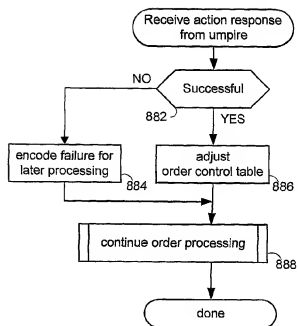 Receive action response
from umpire
NO
Successful
882
YES
encode failure for
later processing
884
adjust
order control table
886
continue order processing
888
done